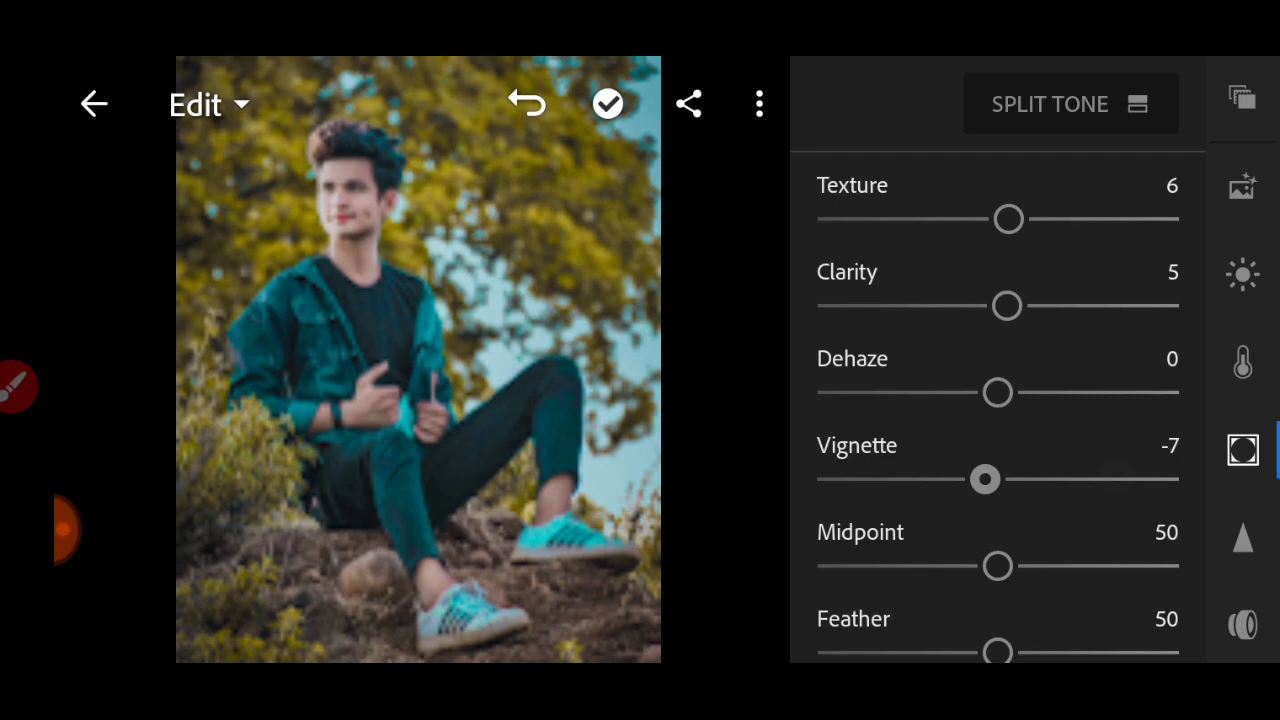 Edit
SPLIT TONE
Texture 6
Clarity 5
Dehaze 0
Vignette -7
Midpoint 50
Feather 50